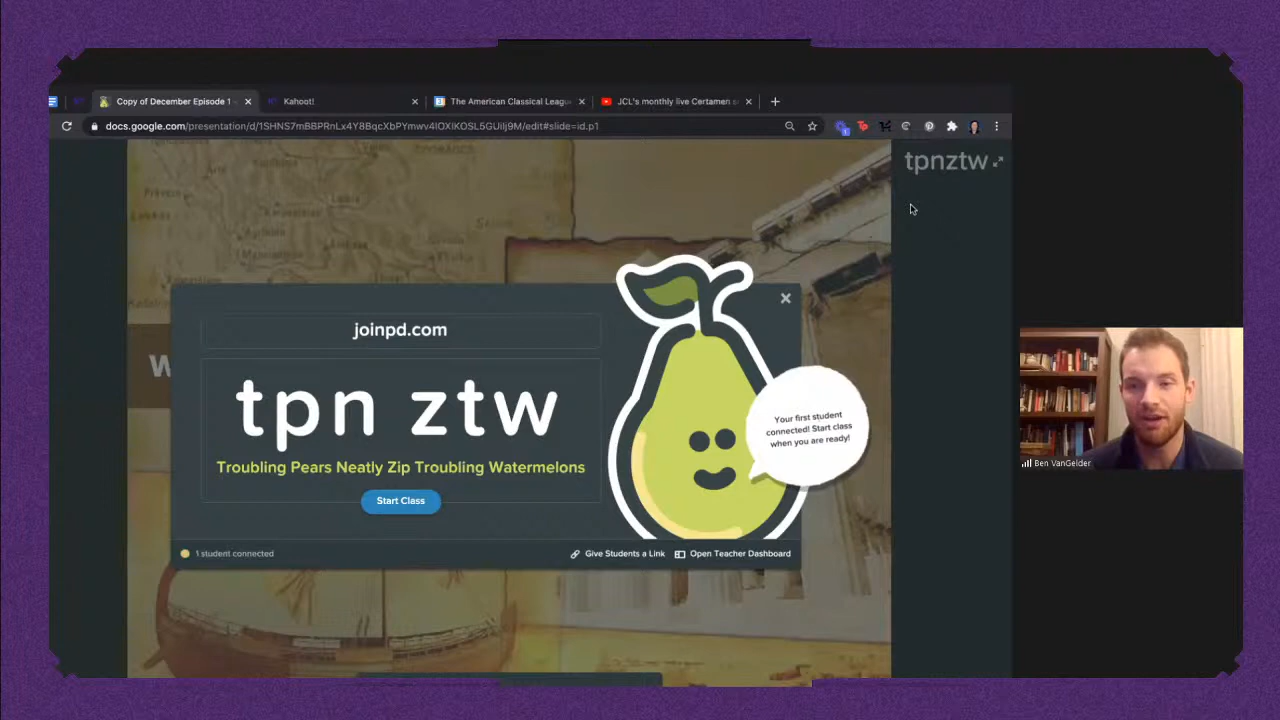 Copy of December Episode 1
Kahoot!
The American Classical Leagu
JCL's monthly live Certamen s
docs.google.com/presentation/d/1SHNS7mBBPRnLx4Y8BqcXbPYmwv4IOXIKOSL5GUiIj9M/edit#slide=id.p1
tpnztw
joinpd.com
W
tpn ztw
Troubling Pears Neatly Zip Troubling Watermelons
Start Class
Your first student
connected! Start class
when you are ready!
1 student connected
Give Students a Link
Open Teacher Dashboard
Ben VanGelder